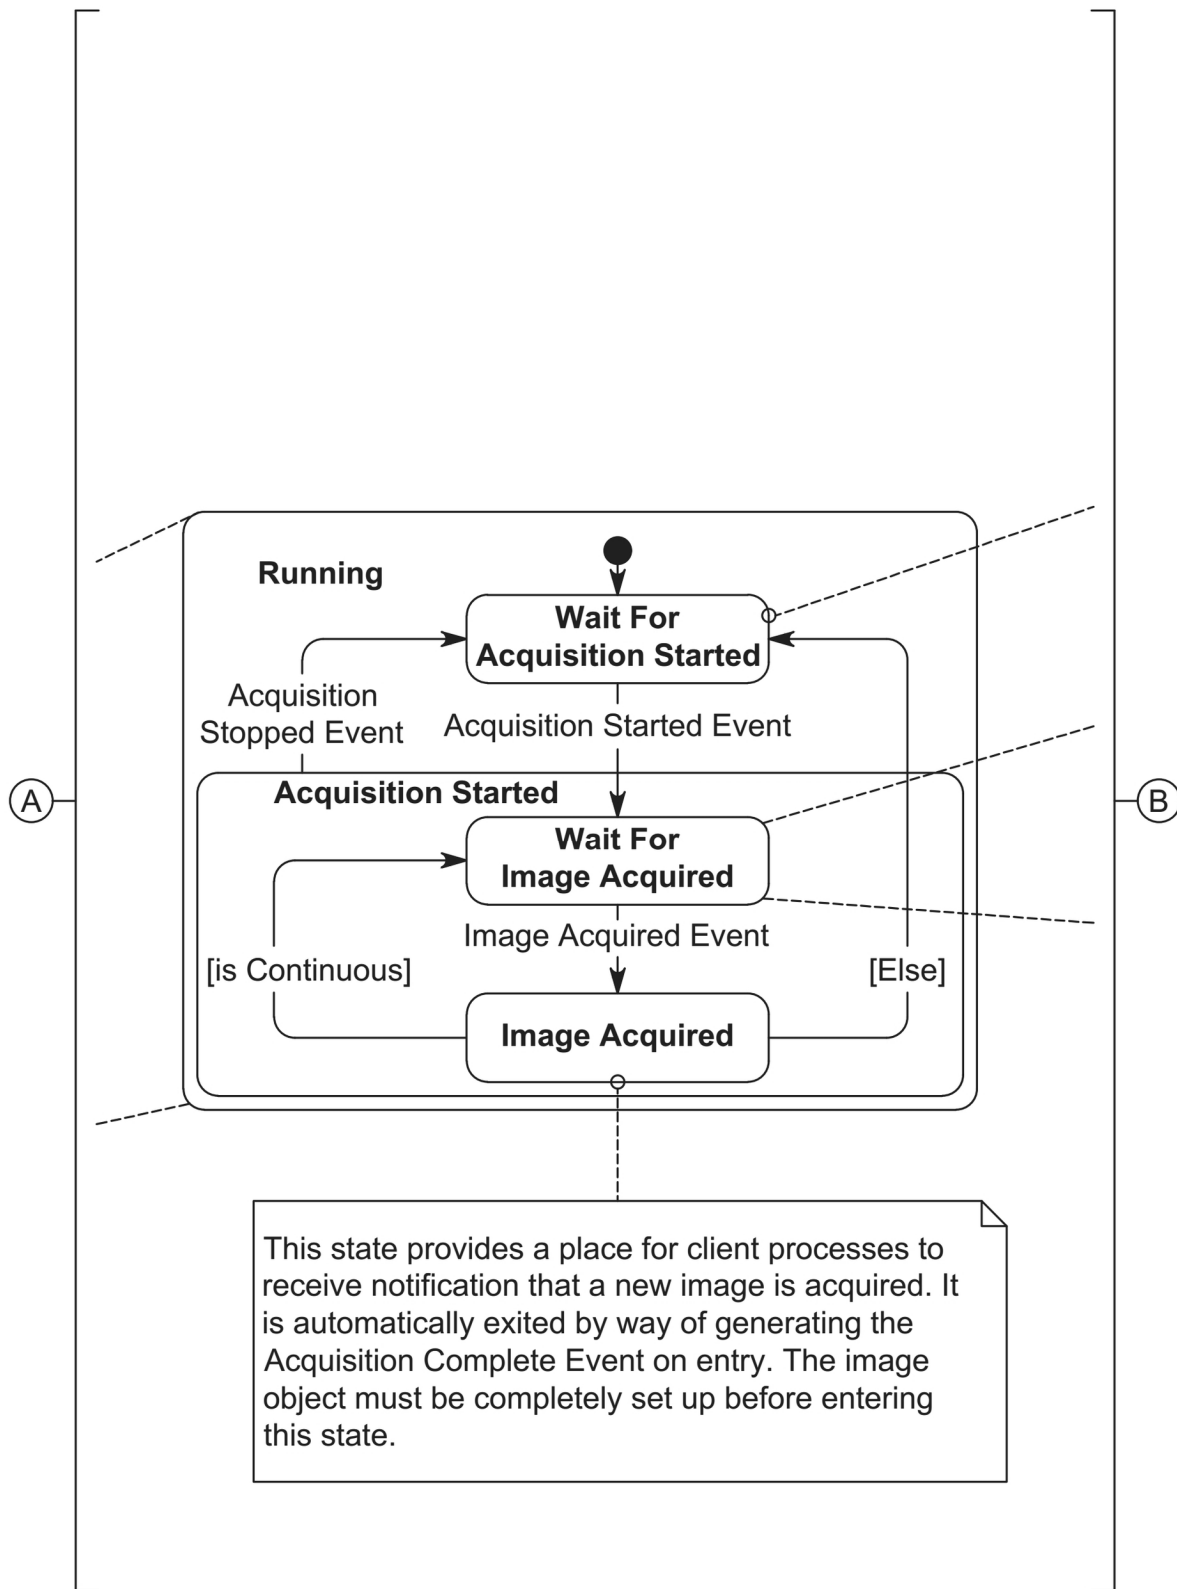 Running
Wait For
Acquisition Started
Acquisition
Stopped Event
Acquisition Started Event
Acquisition Started
A
B
Wait For
Image Acquired
Image Acquired Event
[is Continuous]
[Else]
Image Acquired
This state provides a place for client processes to
receive notification that a new image is acquired. It
is automatically exited by way of generating the
Acquisition Complete Event on entry. The image
object must be completely set up before entering
this state.